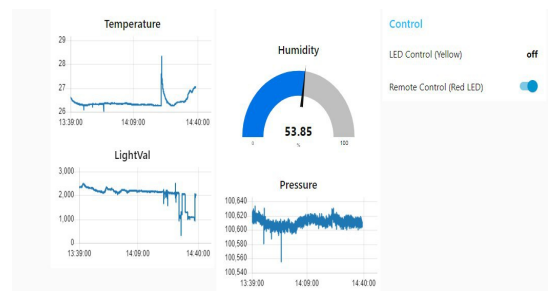 Temperature
29
28
27
26
13:39:00 14:09:00 14:40:00
LightVal
3,000
2,000
1,000
0
13:39:00 14:09:00 14:40:00
Humidity
53.85
0 % 100
Pressure
100.640
100.620
100.600
100.580
100.560
100.540
13:39:00 14:09:00 14:40:00
Control
LED Control (Yellow) off
Remote Control (Red LED)